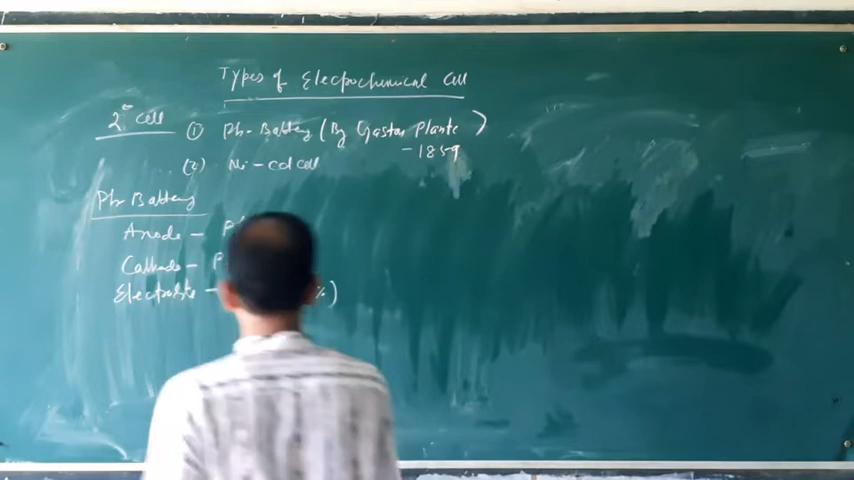 Types of Electrochemical Cell
2° Cell ① Pb-Battery (By Gaston Plante)
- 1859
(2) Ni-Cd Cell
Pb Battery
Anode - P
Cathode - P
Electrolyte - %)